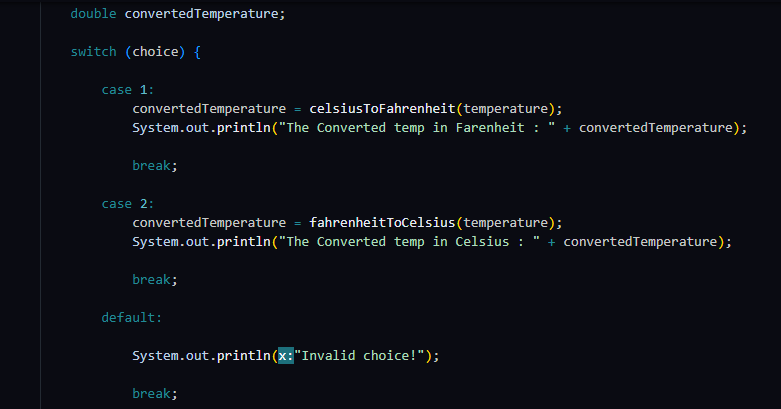 double convertedTemperature;
switch (choice) {
case 1:
convertedTemperature = celsiusToFahrenheit(temperature);
System.out.println("The Converted temp in Farenheit : " + convertedTemperature);
break;
case 2:
convertedTemperature = fahrenheitToCelsius(temperature);
System.out.println("The Converted temp in Celsius : " + convertedTemperature);
break;
default:
System.out.println(x:"Invalid choice!");
break;